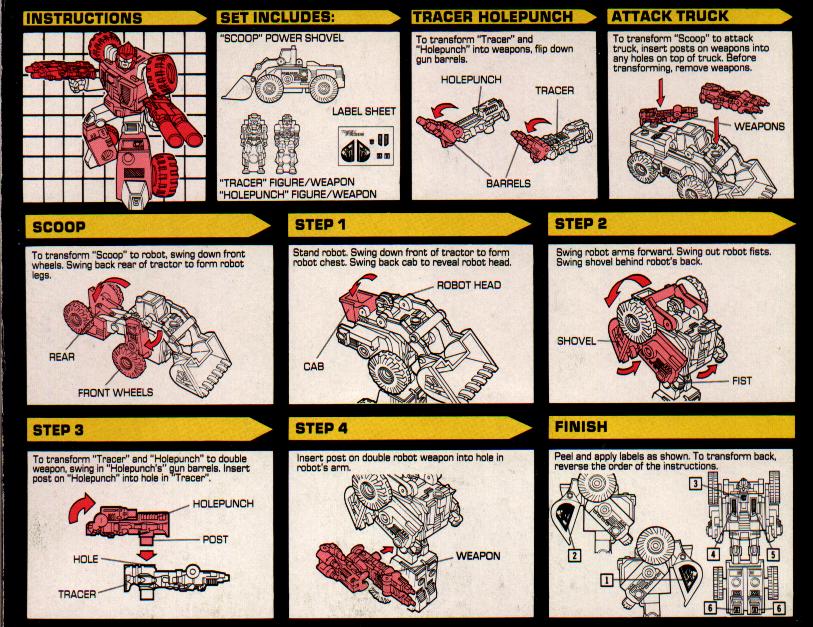 INSTRUCTIONS
SET INCLUDES:
"SCOOP" POWER SHOVEL
LABEL SHEET
"TRACER" FIGURE/WEAPON
"HOLEPUNCH" FIGURE/WEAPON
TRACER HOLEPUNCH
To transform "Tracer" and
"Holepunch" into weapons, flip down
gun barrels.
HOLEPUNCH
TRACER
BARRELS
ATTACK TRUCK
To transform "Scoop" to attack
truck, insert posts on weapons into
any holes on top of truck. Before
transforming, remove weapons.
WEAPONS
SCOOP
To transform "Scoop" to robot, swing down front
wheels. Swing back rear of tractor to form robot
legs.
REAR
FRONT WHEELS
STEP 1
Stand robot. Swing down front of tractor to form
robot chest. Swing back cab to reveal robot head.
ROBOT HEAD
CAB
STEP 2
Swing robot arms forward. Swing out robot fists.
Swing shovel behind robot's back.
SHOVEL
FIST
STEP 3
To transform "Tracer" and "Holepunch" to double
weapon, swing in "Holepunch's" gun barrels. Insert
post on "Holepunch" into hole in "Tracer".
HOLEPUNCH
POST
HOLE
TRACER
STEP 4
Insert post on double robot weapon into hole in
robot's arm.
WEAPON
FINISH
Peel and apply labels as shown. To transform back,
reverse the order of the instructions.
3
2
4
5
1
6
6